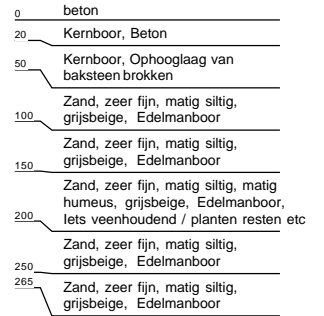 beton
0
Kernboor, Beton
20
Kernboor, Ophooglaag van
baksteen brokken
50
Zand, zeer fijn, matig siltig,
grijsbeige, Edelmanboor
100
Zand, zeer fijn, matig siltig,
grijsbeige, Edelmanboor
150
Zand, zeer fijn, matig siltig, matig
humeus, grijsbeige, Edelmanboor,
Iets veenhoudend / planten resten etc
200
Zand, zeer fijn, matig siltig,
grijsbeige, Edelmanboor
250
265
Zand, zeer fijn, matig siltig,
grijsbeige, Edelmanboor